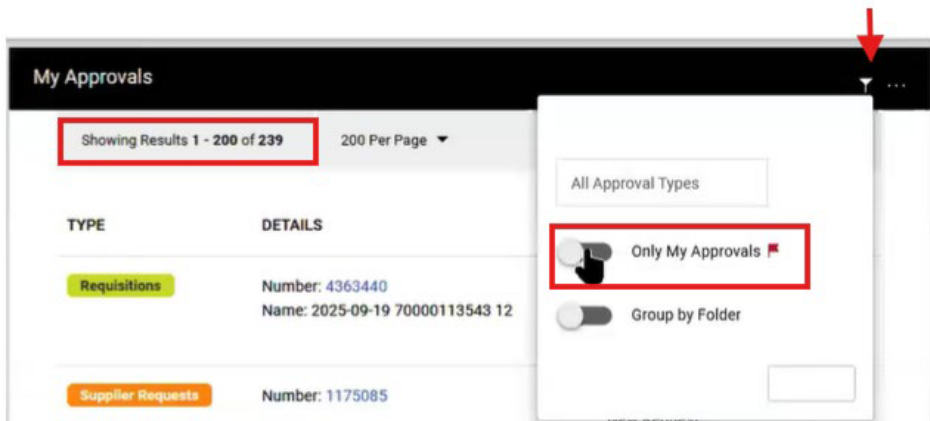 My Approvals
...
Showing Results 1 - 200 of 239
200 Per Page
All Approval Types
TYPE
DETAILS
Only My Approvals
Requisitions
Number: 4363440
Name: 2025-09-19 70000113543 12
Group by Folder
Supplier Requests
Number: 1175085